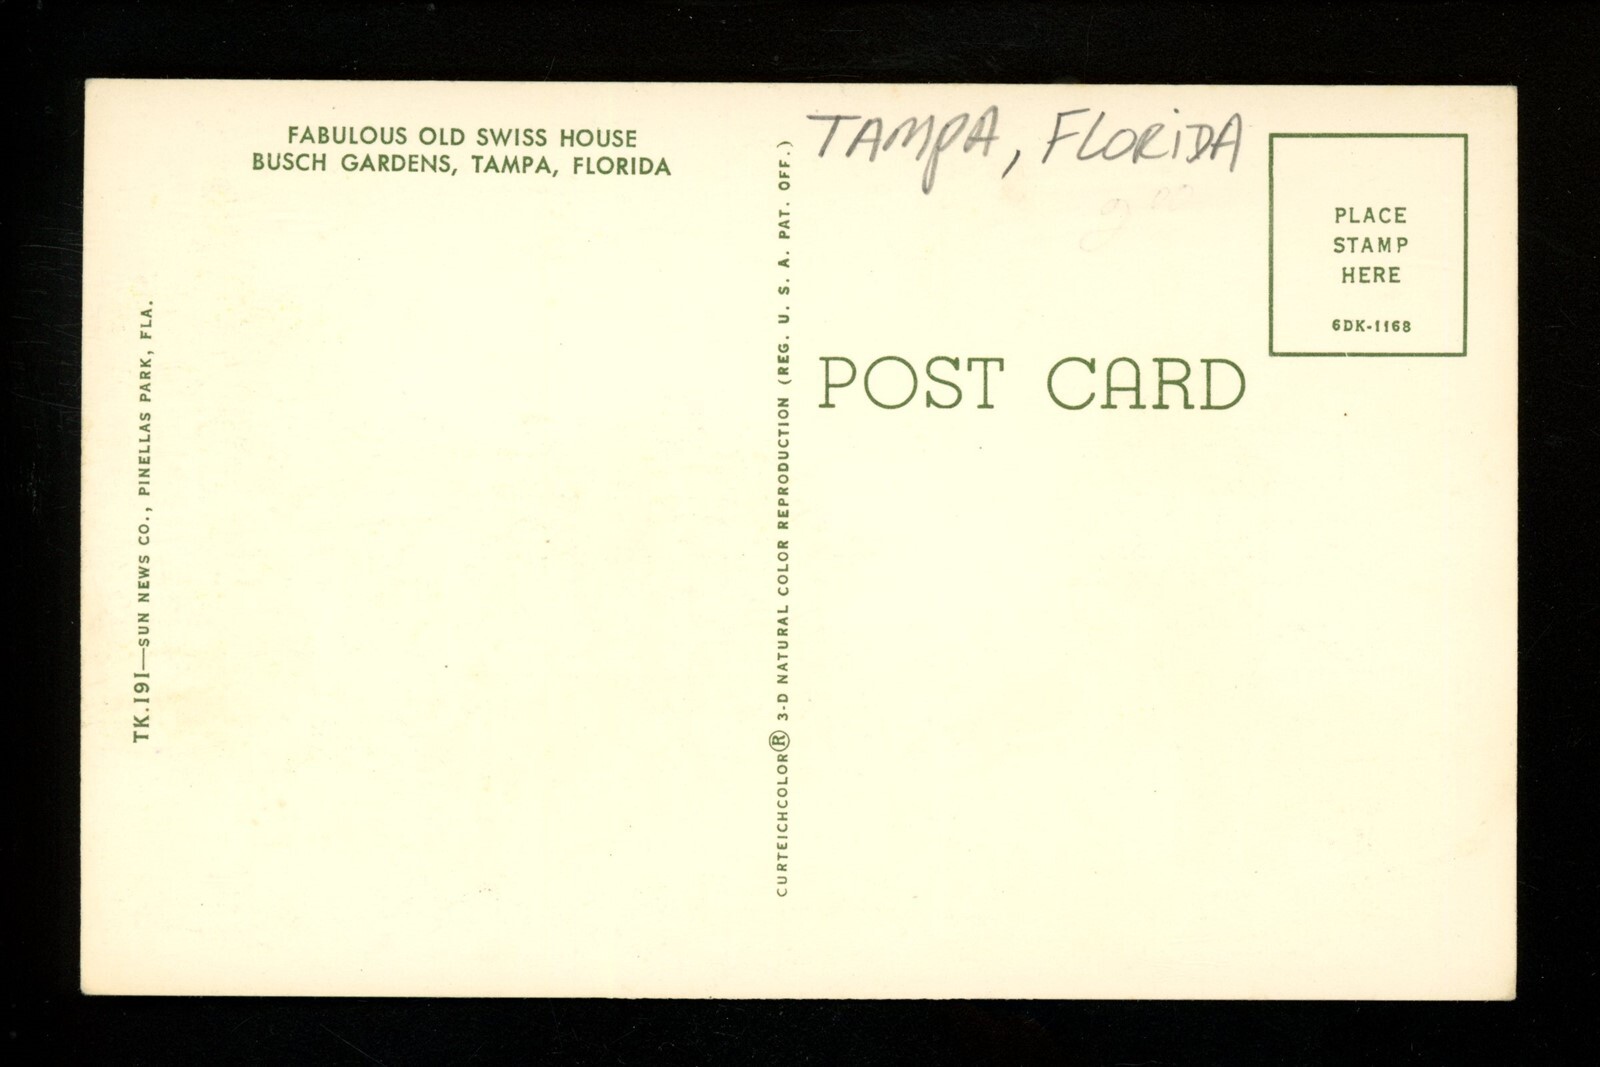 FABULOUS OLD SWISS HOUSE
BUSCH GARDENS, TAMPA, FLORIDA
TK.191—SUN NEWS CO., PINELLAS PARK, FLA.
CURTEICHCOLOR® 3-D NATURAL COLOR REPRODUCTION (REG. U. S. A. PAT. OFF.)
TAMPA, FLORIDA
PLACE
STAMP
HERE
6DK-1168
POST CARD